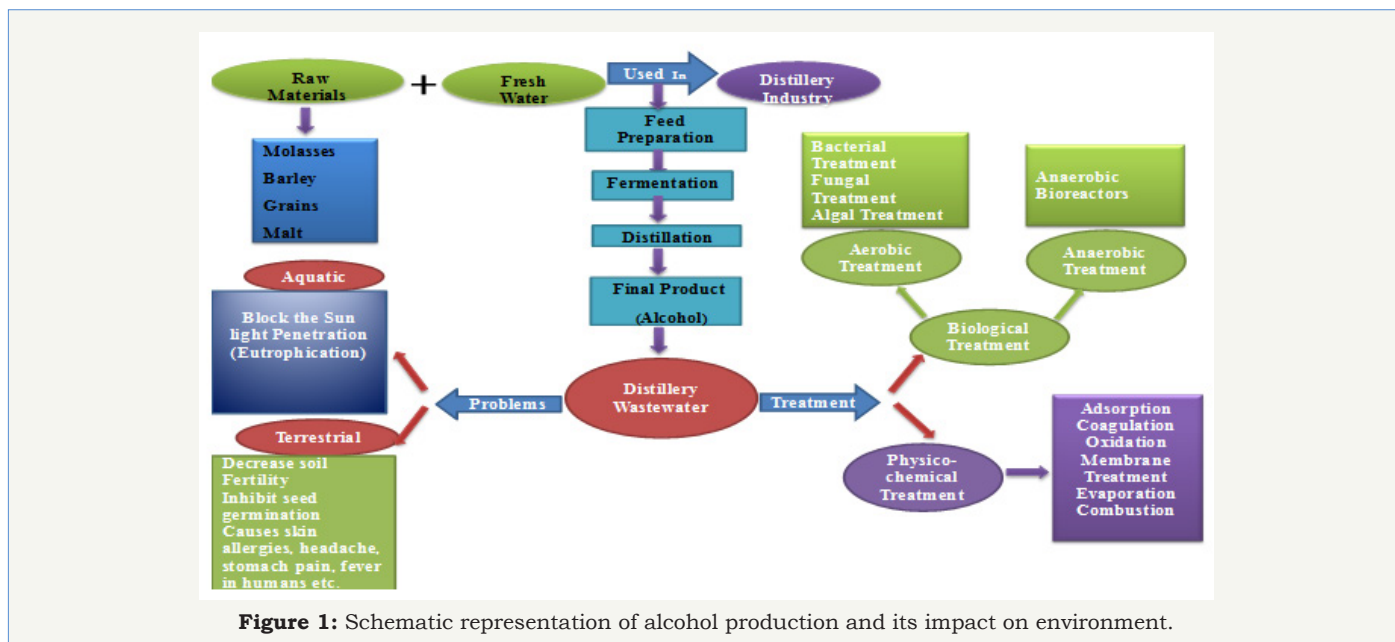 Raw
Materials
+
Fresh
Water
Used In
Distillery
Industry
Molasses
Barley
Grains
Malt
Feed
Preparation
Fermentation
Distillation
Final Product
(Alcohol)
Distillery
Wastewater
Problems
Aquatic
Block the Sun
light Penetration
(Eutrophication)
Terrestrial
Decrease soil
Fertility
Inhibit seed
germination
Causes skin
allergies, headache,
stomach pain, fever
in humans etc.
Treatment
Biological
Treatment
Aerobic
Treatment
Bacterial
Treatment
Fungal
Treatment
Algal Treatment
Anaerobic
Treatment
Anaerobic
Bioreactors
Physico-
chemical
Treatment
Adsorption
Coagulation
Oxidation
Membrane
Treatment
Evaporation
Combustion
Figure 1: Schematic representation of alcohol production and its impact on environment.